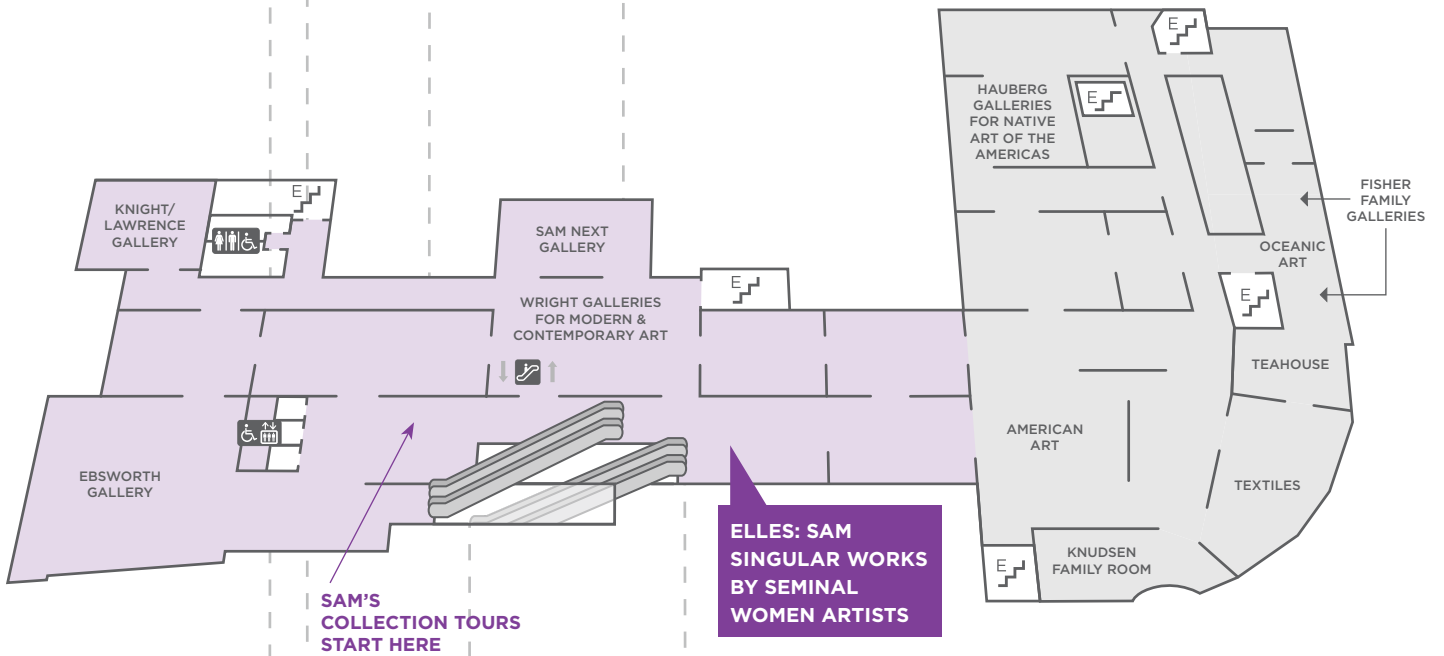 E
HAUBERG
GALLERIES
FOR NATIVE
ART OF THE
AMERICAS
E
KNIGHT/
LAWRENCE
GALLERY
E
SAM NEXT
GALLERY
FISHER
FAMILY
GALLERIES
OCEANIC
ART
E
WRIGHT GALLERIES
FOR MODERN &
CONTEMPORARY ART
E
TEAHOUSE
AMERICAN
ART
EBSWORTH
GALLERY
TEXTILES
ELLES: SAM
SINGULAR WORKS
BY SEMINAL
WOMEN ARTISTS
E
KNUDSEN
FAMILY ROOM
SAM'S
COLLECTION TOURS
START HERE